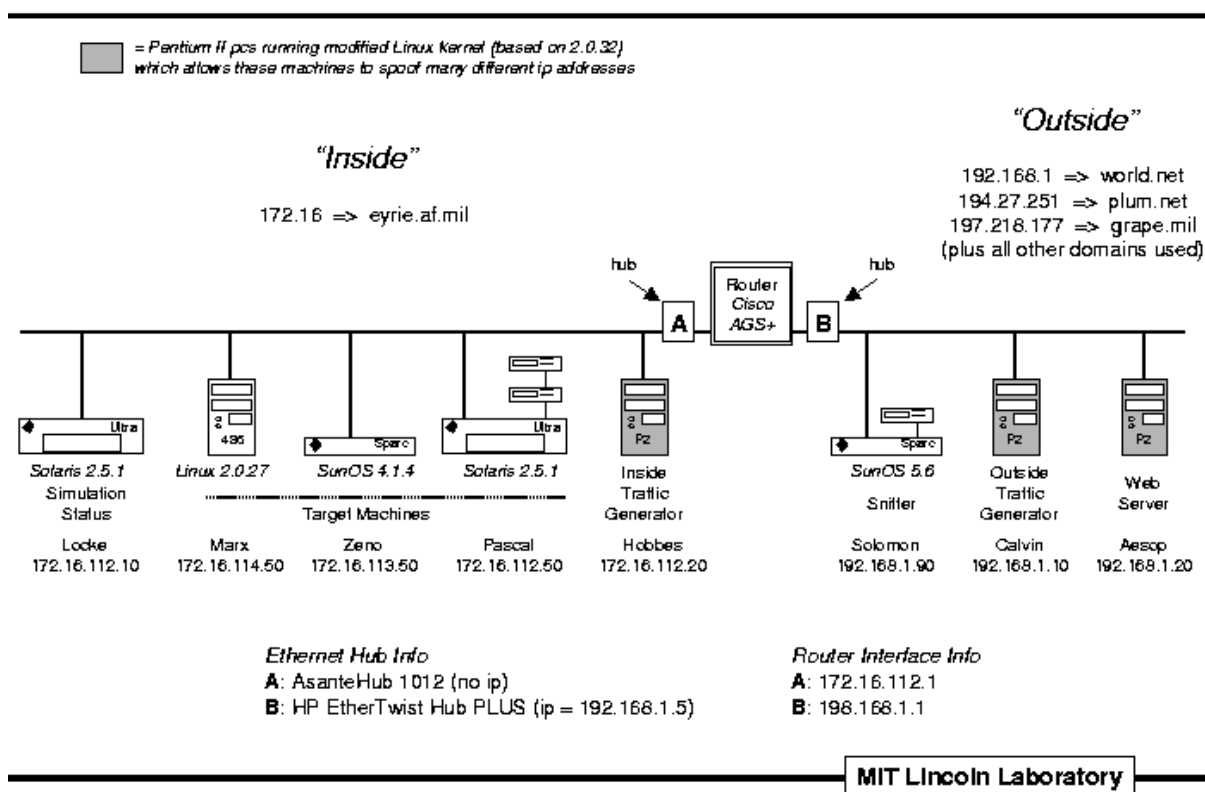 = Pentium II pcs running modified Linux Kernel (based on 2.0.32)
which allows these machines to spoof many different ip addresses
"Outside"
"Inside"
192.168.1 => world.net
172.16 => eyrie.af.mil
194.27.251 => plum.net
197.218.177 => grape.mil
(plus all other domains used)
hub
hub
Router
Cisco
AGS+
A
B
Ultra
486
Sparc
Ultra
P2
Sparc
P2
P2
Solaris 2.5.1
Linux 2.0.27
SunOS 4.1.4
Solaris 2.5.1
Inside
Traffic
Generator
SunOS 5.6
Outside
Traffic
Generator
Web
Server
Simulation
Status
Target Machines
Sniffer
Locke
172.16.112.10
Marx
172.16.114.50
Zeno
172.16.113.50
Pascal
172.16.112.50
Hobbes
172.16.112.20
Solomon
192.168.1.90
Calvin
192.168.1.10
Aesop
192.168.1.20
Ethernet Hub Info
A: AsanteHub 1012 (no ip)
B: HP EtherTwist Hub PLUS (ip = 192.168.1.5)
Router Interface Info
A: 172.16.112.1
B: 198.168.1.1
MIT Lincoln Laboratory